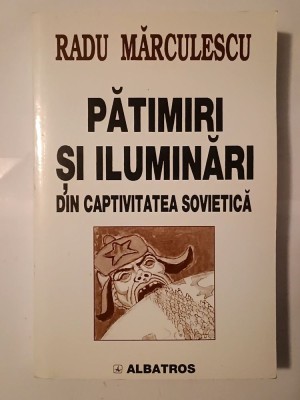 RADU MĂRCULESCU
PĂTIMIRI
ȘI ILUMINĂRI
DIN CAPTIVITATEA SOVIETICĂ
ALBATROS